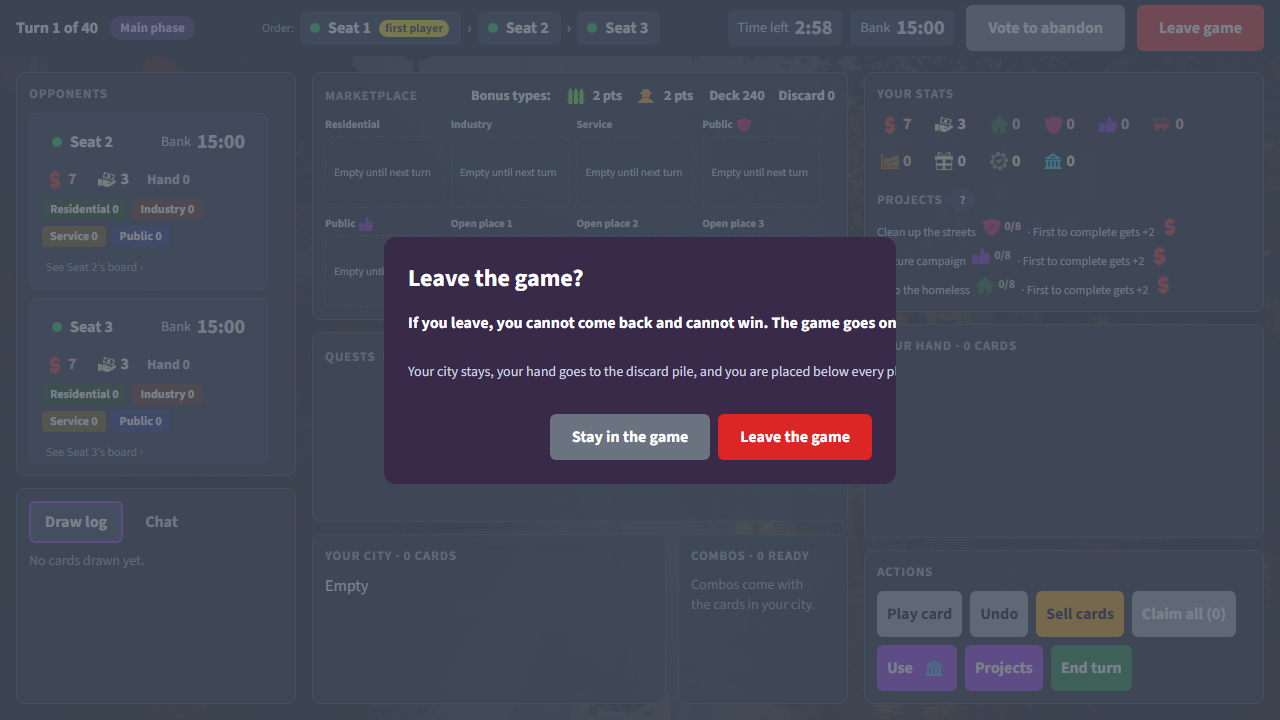 Turn 1 of 40 Main phase Order: Seat 1 first player › Seat 2 › Seat 3 Time left 2:58 Bank 15:00 Vote to abandon Leave game
OPPONENTS
Seat 2 Bank 15:00
7 3 Hand 0
Residential 0 Industry 0
Service 0 Public 0
See Seat 2's board ›
Seat 3 Bank 15:00
7 3 Hand 0
Residential 0 Industry 0
Service 0 Public 0
See Seat 3's board ›
Draw log Chat
No cards drawn yet.
MARKETPLACE Bonus types: 2 pts 2 pts Deck 240 Discard 0
Residential Industry Service Public
Empty until next turn Empty until next turn Empty until next turn Empty until next turn
Public Open place 1 Open place 2 Open place 3
Empty
QUESTS
Leave the game?
If you leave, you cannot come back and cannot win. The game goes on
Your city stays, your hand goes to the discard pile, and you are placed below every
Stay in the game Leave the game
YOUR CITY · 0 CARDS
Empty
COMBOS · 0 READY
Combos come with
the cards in your city.
YOUR STATS
7 3 0 0 0 0
0 0 0 0
PROJECTS ?
Clean up the streets 0/8 · First to complete gets +2
campaign 0/8 · First to complete gets +2
the homeless 0/8 · First to complete gets +2
HAND · 0 CARDS
ACTIONS
Play card Undo Sell cards Claim all (0)
Use Projects End turn